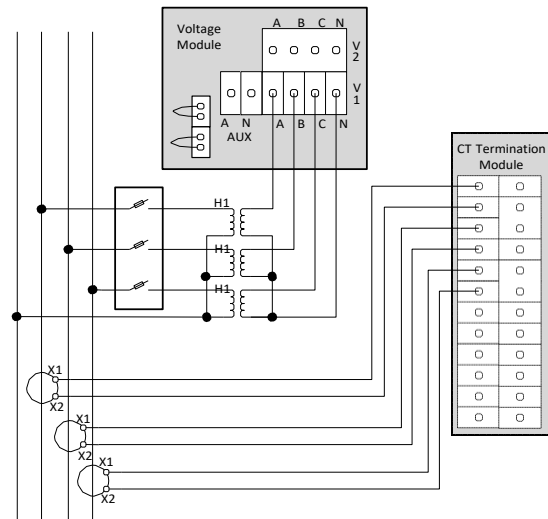 A B C N
Voltage
Module
V
2
V
1
A N
A B C N
AUX
CT Termination
Module
H1
H1
H1
X1
X2
X1
X2
X1
X2